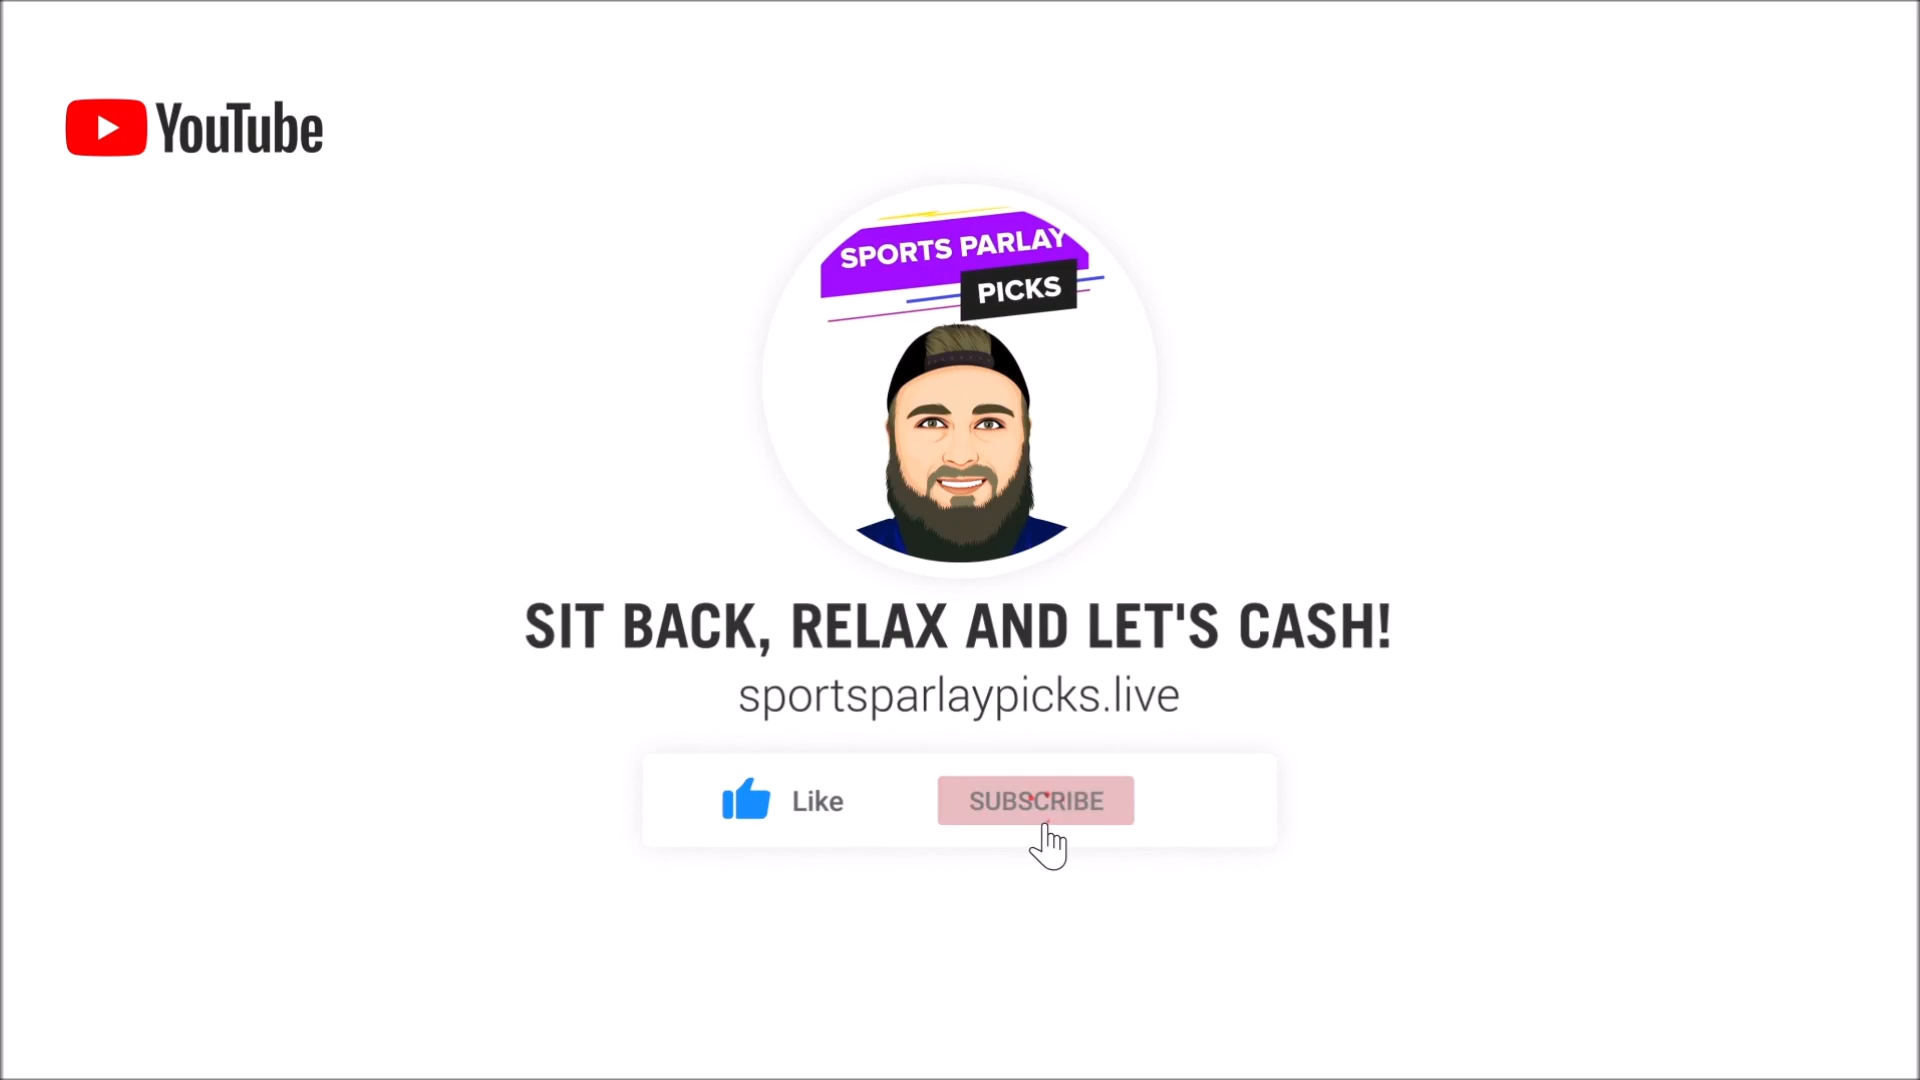 YouTube
SPORTS PARLAY
PICKS
SIT BACK, RELAX AND LET'S CASH!
sportsparlaypicks.live
Like
SUBSCRIBE